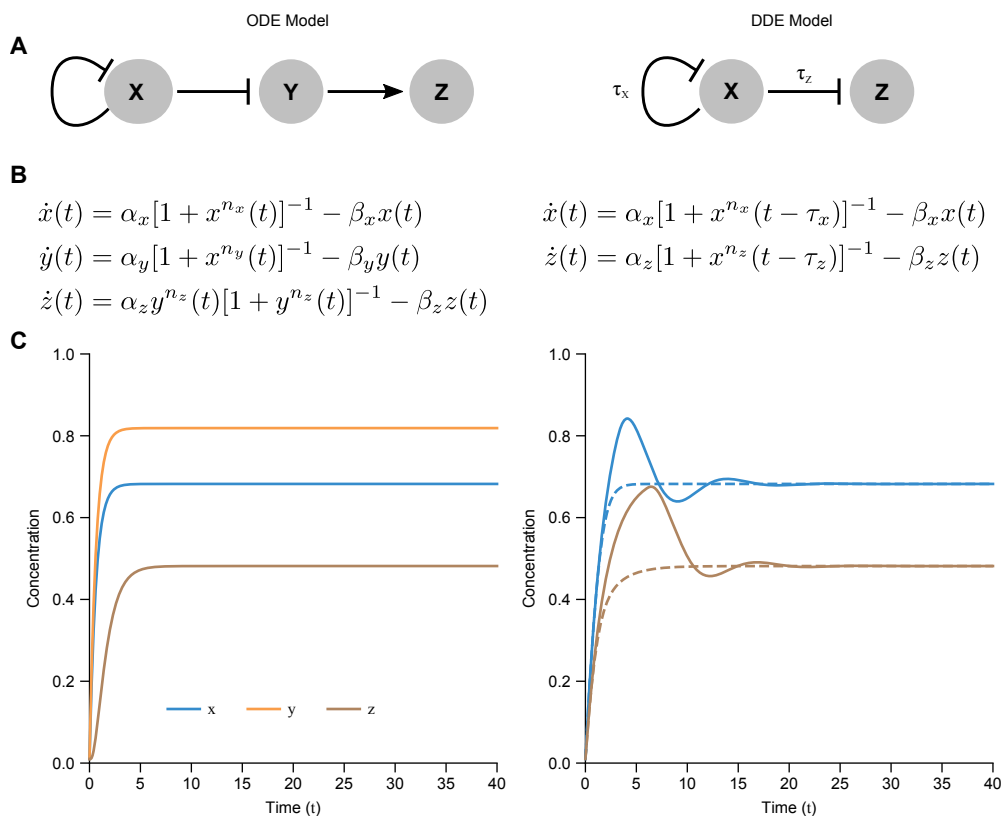 ODE Model
DDE Model
A
X Y Z
τx X τz Z
B
ẋ(t) = αx[1 + x^{nx}(t)]^{−1} − βx x(t)
ẏ(t) = αy[1 + x^{ny}(t)]^{−1} − βy y(t)
ż(t) = αz y^{nz}(t)[1 + y^{nz}(t)]^{−1} − βz z(t)
ẋ(t) = αx[1 + x^{nx}(t − τx)]^{−1} − βx x(t)
ż(t) = αz[1 + x^{nz}(t − τz)]^{−1} − βz z(t)
C
Concentration
1.0
0.8
0.6
0.4
0.2
0.0
x y z
0 5 10 15 20 25 30 35 40
Time (t)
Concentration
1.0
0.8
0.6
0.4
0.2
0.0
0 5 10 15 20 25 30 35 40
Time (t)